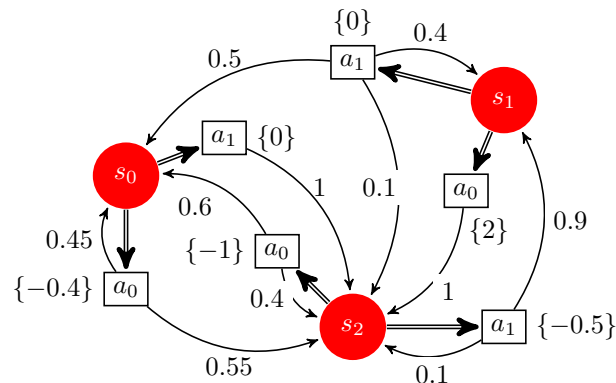 {0}
a₁
0.4
0.5
s₁
a₁
{0}
s₀
1
0.1
a₀
{2}
0.6
0.9
0.45
{−1}
a₀
{−0.4}
a₀
0.4
1
s₂
a₁
{−0.5}
0.55
0.1